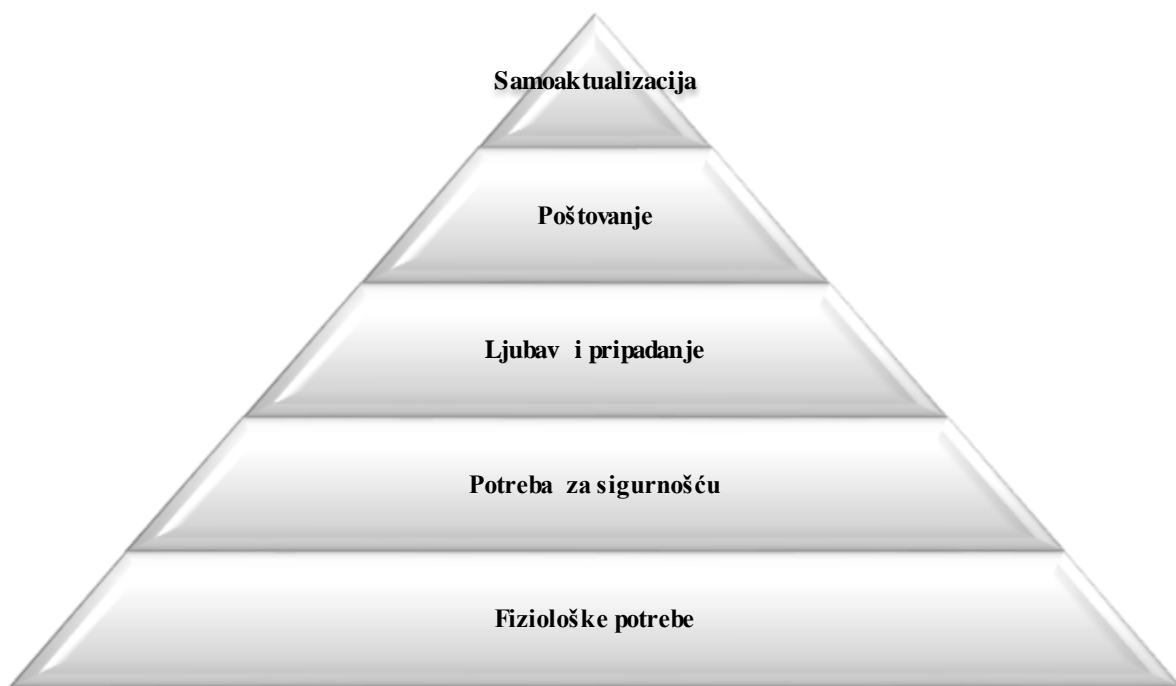 Samoaktualizacija
Poštovanje
Ljubav i pripadanje
Potreba za sigurnošću
Fiziološke potrebe